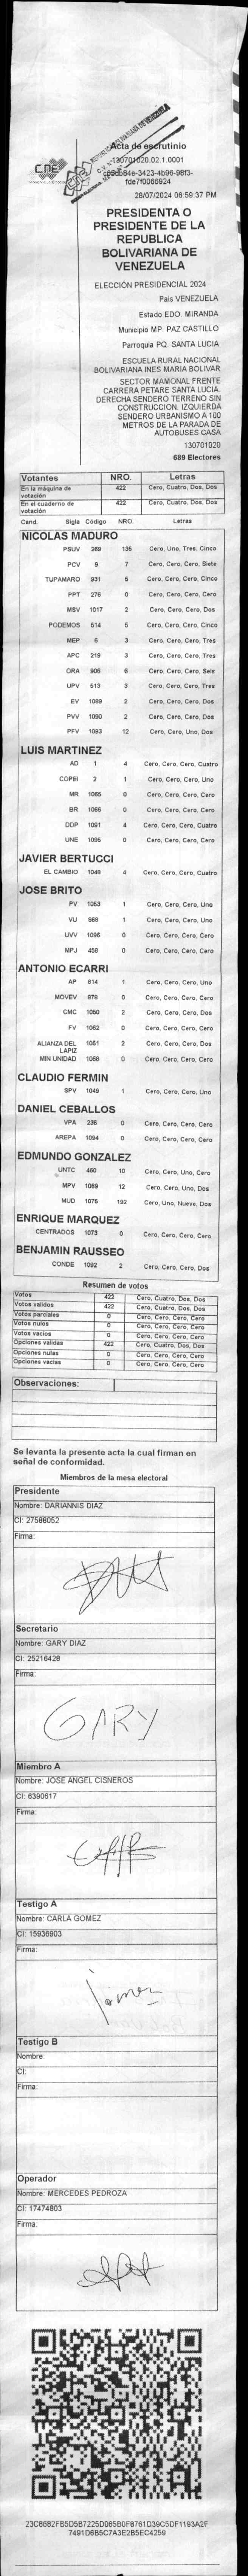 CNE
Acta de escrutinio
130701020.02.1.0001
28/07/2024 06:59:37 PM
PRESIDENTA O
PRESIDENTE DE LA
REPUBLICA
BOLIVARIANA DE
VENEZUELA
ELECCIÓN PRESIDENCIAL 2024
País VENEZUELA
Estado EDO. MIRANDA
Municipio MP. PAZ CASTILLO
Parroquia PQ. SANTA LUCIA
ESCUELA RURAL NACIONAL
BOLIVARIANA INES MARIA BOLIVAR
SECTOR MAMONAL FRENTE
CARRERA PETARE SANTA LUCIA.
DERECHA SENDERO TERRENO SIN
CONSTRUCCION. IZQUIERDA
SENDERO URBANISMO A 100
METROS DE LA PARADA DE
AUTOBUSES CASA
130701020
689 Electores
Votantes NRO. Letras
En la máquina de votación 422 Cero, Cuatro, Dos, Dos
En el cuaderno de votación 422 Cero, Cuatro, Dos, Dos
Cand. Sigla Código NRO. Letras
NICOLAS MADURO
PSUV 269 135 Cero, Uno, Tres, Cinco
PCV 9 7 Cero, Cero, Cero, Siete
TUPAMARO 931 5 Cero, Cero, Cero, Cinco
PPT 276 0 Cero, Cero, Cero, Cero
MSV 1017 2 Cero, Cero, Cero, Dos
PODEMOS 514 5 Cero, Cero, Cero, Cinco
MEP 6 3 Cero, Cero, Cero, Tres
APC 219 3 Cero, Cero, Cero, Tres
ORA 906 6 Cero, Cero, Cero, Seis
UPV 513 3 Cero, Cero, Cero, Tres
EV 1089 2 Cero, Cero, Cero, Dos
PVV 1090 2 Cero, Cero, Cero, Dos
PFV 1093 12 Cero, Cero, Uno, Dos
LUIS MARTINEZ
AD 1 4 Cero, Cero, Cero, Cuatro
COPEI 2 1 Cero, Cero, Cero, Uno
MR 1065 0 Cero, Cero, Cero, Cero
BR 1066 0 Cero, Cero, Cero, Cero
DDP 1091 4 Cero, Cero, Cero, Cuatro
UNE 1095 0 Cero, Cero, Cero, Cero
JAVIER BERTUCCI
EL CAMBIO 1048 4 Cero, Cero, Cero, Cuatro
JOSE BRITO
PV 1053 1 Cero, Cero, Cero, Uno
VU 968 1 Cero, Cero, Cero, Uno
UVV 1096 0 Cero, Cero, Cero, Cero
MPJ 456 0 Cero, Cero, Cero, Cero
ANTONIO ECARRI
AP 814 1 Cero, Cero, Cero, Uno
MOVEV 878 0 Cero, Cero, Cero, Cero
CMC 1050 2 Cero, Cero, Cero, Dos
FV 1062 0 Cero, Cero, Cero, Cero
ALIANZA DEL LAPIZ 1051 2 Cero, Cero, Cero, Dos
MIN UNIDAD 1058 0 Cero, Cero, Cero, Cero
CLAUDIO FERMIN
SPV 1049 1 Cero, Cero, Cero, Uno
DANIEL CEBALLOS
VPA 236 0 Cero, Cero, Cero, Cero
AREPA 1094 0 Cero, Cero, Cero, Cero
EDMUNDO GONZALEZ
UNTC 460 10 Cero, Cero, Uno, Cero
MPV 1069 12 Cero, Cero, Uno, Dos
MUD 1076 192 Cero, Uno, Nueve, Dos
ENRIQUE MARQUEZ
CENTRADOS 1073 0 Cero, Cero, Cero, Cero
BENJAMIN RAUSSEO
CONDE 1092 2 Cero, Cero, Cero, Dos
Resumen de votos
Votos 422 Cero, Cuatro, Dos, Dos
Votos validos 422 Cero, Cuatro, Dos, Dos
Votos parciales 0 Cero, Cero, Cero, Cero
Votos nulos 0 Cero, Cero, Cero, Cero
Votos vacios 0 Cero, Cero, Cero, Cero
Opciones validas 422 Cero, Cuatro, Dos, Dos
Opciones nulas 0 Cero, Cero, Cero, Cero
Opciones vacias 0 Cero, Cero, Cero, Cero
Observaciones:
Se levanta la presente acta la cual firman en
señal de conformidad.
Miembros de la mesa electoral
Presidente
Nombre: DARIANNIS DIAZ
CI: 27588052
Firma:
Secretario
Nombre: GARY DIAZ
CI: 25216428
Firma:
GARY
Miembro A
Nombre: JOSE ANGEL CISNEROS
CI: 6390617
Firma:
Testigo A
Nombre: CARLA GOMEZ
CI: 15936903
Firma:
Testigo B
Nombre:
CI:
Firma:
Operador
Nombre: MERCEDES PEDROZA
CI: 17474803
Firma:
23C8682FB5D5B7225D065B0F8761D39C5DF1193A2F
7491D6B5C7A3E2B5EC4259